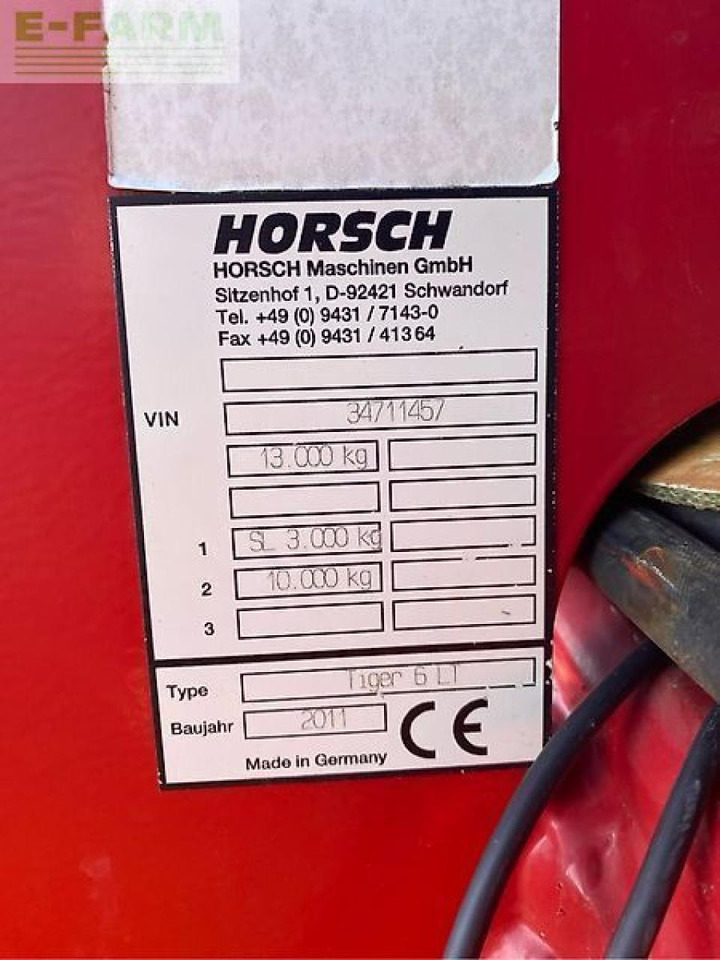 E-FARM
HORSCH
HORSCH Maschinen GmbH
Sitzenhof 1, D-92421 Schwandorf
Tel. +49 (0) 9431 / 7143-0
Fax +49 (0) 9431 / 41364
VIN 34711457
13.000 kg
1 SL 3.000 kg
2 10.000 kg
3
Type Tiger 6 LT
Baujahr 2011 CE
Made in Germany